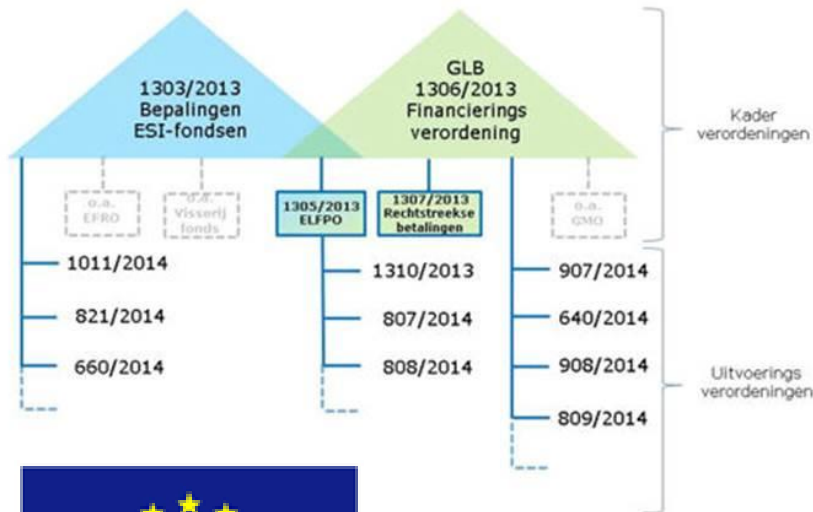 1303/2013
Bepalingen
ESI-fondsen
GLB
1306/2013
Financierings
verordening
Kader
verordeningen
o.a.
EFRO
o.a.
Visserij
fonds
1305/2013
ELFPO
1307/2013
Rechtstreekse
betalingen
o.a.
GMO
1011/2014
821/2014
660/2014
1310/2013
807/2014
808/2014
907/2014
640/2014
908/2014
809/2014
Uitvoerings
verordeningen